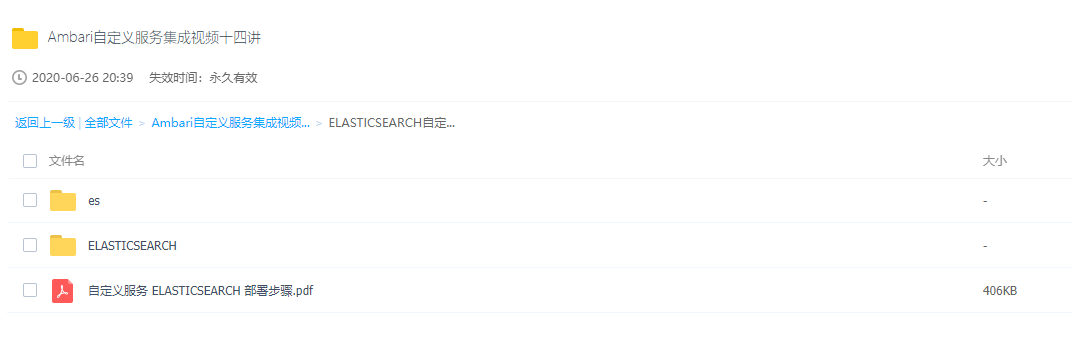 Ambari自定义服务集成视频十四讲
2020-06-26 20:39 失效时间：永久有效
返回上一级 | 全部文件 > Ambari自定义服务集成视频... > ELASTICSEARCH自定...
文件名 大小
es -
ELASTICSEARCH -
自定义服务 ELASTICSEARCH 部署步骤.pdf 406KB